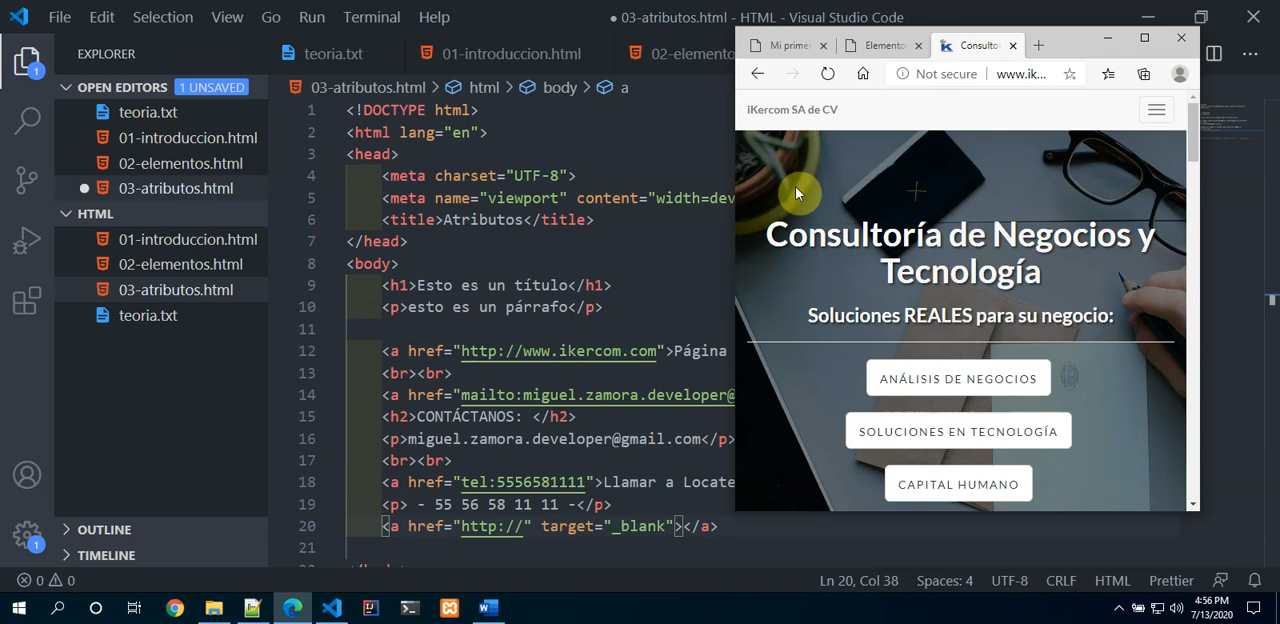 File Edit Selection View Go Run Terminal Help
● 03-atributos.html - HTML - Visual Studio Code
EXPLORER
OPEN EDITORS 1 UNSAVED
teoria.txt
01-introduccion.html
02-elementos.html
03-atributos.html
HTML
01-introduccion.html
02-elementos.html
03-atributos.html
teoria.txt
OUTLINE
TIMELINE
1
1
teoria.txt 01-introduccion.html 02-elemento
03-atributos.html > html > body > a
1 <!DOCTYPE html>
2 <html lang="en">
3 <head>
4 <meta charset="UTF-8">
5 <meta name="viewport" content="width=dev
6 <title>Atributos</title>
7 </head>
8 <body>
9 <h1>Esto es un título</h1>
10 <p>esto es un párrafo</p>
11
12 <a href="http://www.ikercom.com">Página
13 <br><br>
14 <a href="mailto:miguel.zamora.developer@
15 <h2>CONTÁCTANOS: </h2>
16 <p>miguel.zamora.developer@gmail.com</p>
17 <br><br>
18 <a href="tel:5556581111">Llamar a Locate
19 <p> - 55 56 58 11 11 -</p>
20 <a href="http://" target="_blank"></a>
21
Mi prime Elemento Consultor
Not secure | www.ik...
iKercom SA de CV
Consultoría de Negocios y
Tecnología
Soluciones REALES para su negocio:
ANÁLISIS DE NEGOCIOS
SOLUCIONES EN TECNOLOGÍA
CAPITAL HUMANO
0 0
Ln 20, Col 38 Spaces: 4 UTF-8 CRLF HTML Prettier
4:56 PM
7/13/2020